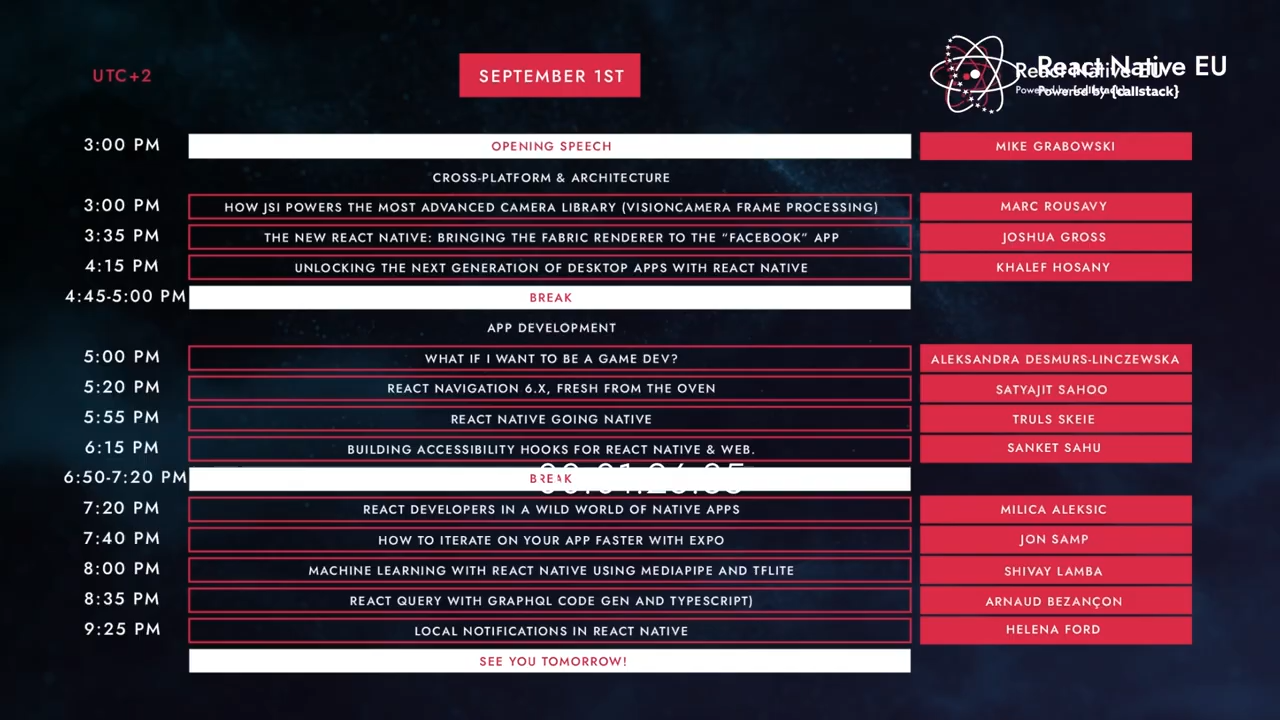 UTC+2
SEPTEMBER 1ST
React Native EU
Powered by {callstack}
React Native EU
Powered by {callstack}
3:00 PM OPENING SPEECH MIKE GRABOWSKI
CROSS-PLATFORM & ARCHITECTURE
3:00 PM HOW JSI POWERS THE MOST ADVANCED CAMERA LIBRARY (VISIONCAMERA FRAME PROCESSING) MARC ROUSAVY
3:35 PM THE NEW REACT NATIVE: BRINGING THE FABRIC RENDERER TO THE “FACEBOOK” APP JOSHUA GROSS
4:15 PM UNLOCKING THE NEXT GENERATION OF DESKTOP APPS WITH REACT NATIVE KHALEF HOSANY
4:45-5:00 PM BREAK
APP DEVELOPMENT
5:00 PM WHAT IF I WANT TO BE A GAME DEV? ALEKSANDRA DESMURS-LINCZEWSKA
5:20 PM REACT NAVIGATION 6.X, FRESH FROM THE OVEN SATYAJIT SAHOO
5:55 PM REACT NATIVE GOING NATIVE TRULS SKEIE
6:15 PM BUILDING ACCESSIBILITY HOOKS FOR REACT NATIVE & WEB. SANKET SAHU
6:50-7:20 PM BREAK
7:20 PM REACT DEVELOPERS IN A WILD WORLD OF NATIVE APPS MILICA ALEKSIC
7:40 PM HOW TO ITERATE ON YOUR APP FASTER WITH EXPO JON SAMP
8:00 PM MACHINE LEARNING WITH REACT NATIVE USING MEDIAPIPE AND TFLITE SHIVAY LAMBA
8:35 PM REACT QUERY WITH GRAPHQL CODE GEN AND TYPESCRIPT) ARNAUD BEZANÇON
9:25 PM LOCAL NOTIFICATIONS IN REACT NATIVE HELENA FORD
SEE YOU TOMORROW!